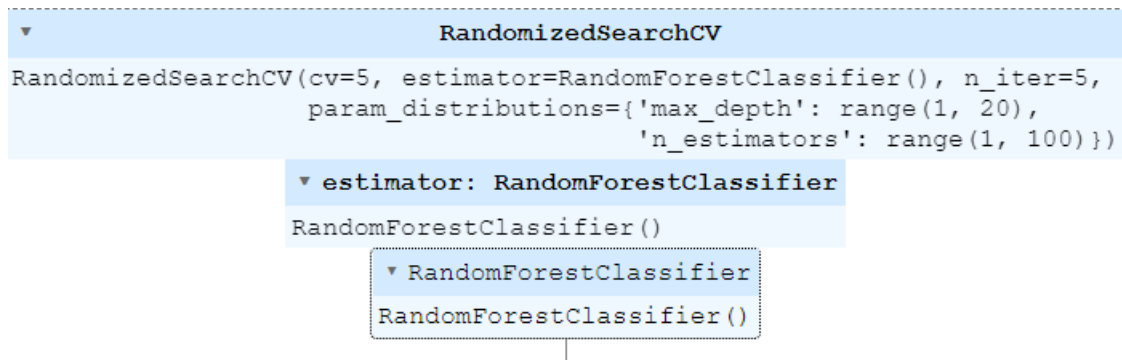 RandomizedSearchCV
RandomizedSearchCV(cv=5, estimator=RandomForestClassifier(), n_iter=5,
param_distributions={'max_depth': range(1, 20),
'n_estimators': range(1, 100)})
estimator: RandomForestClassifier
RandomForestClassifier()
RandomForestClassifier
RandomForestClassifier()